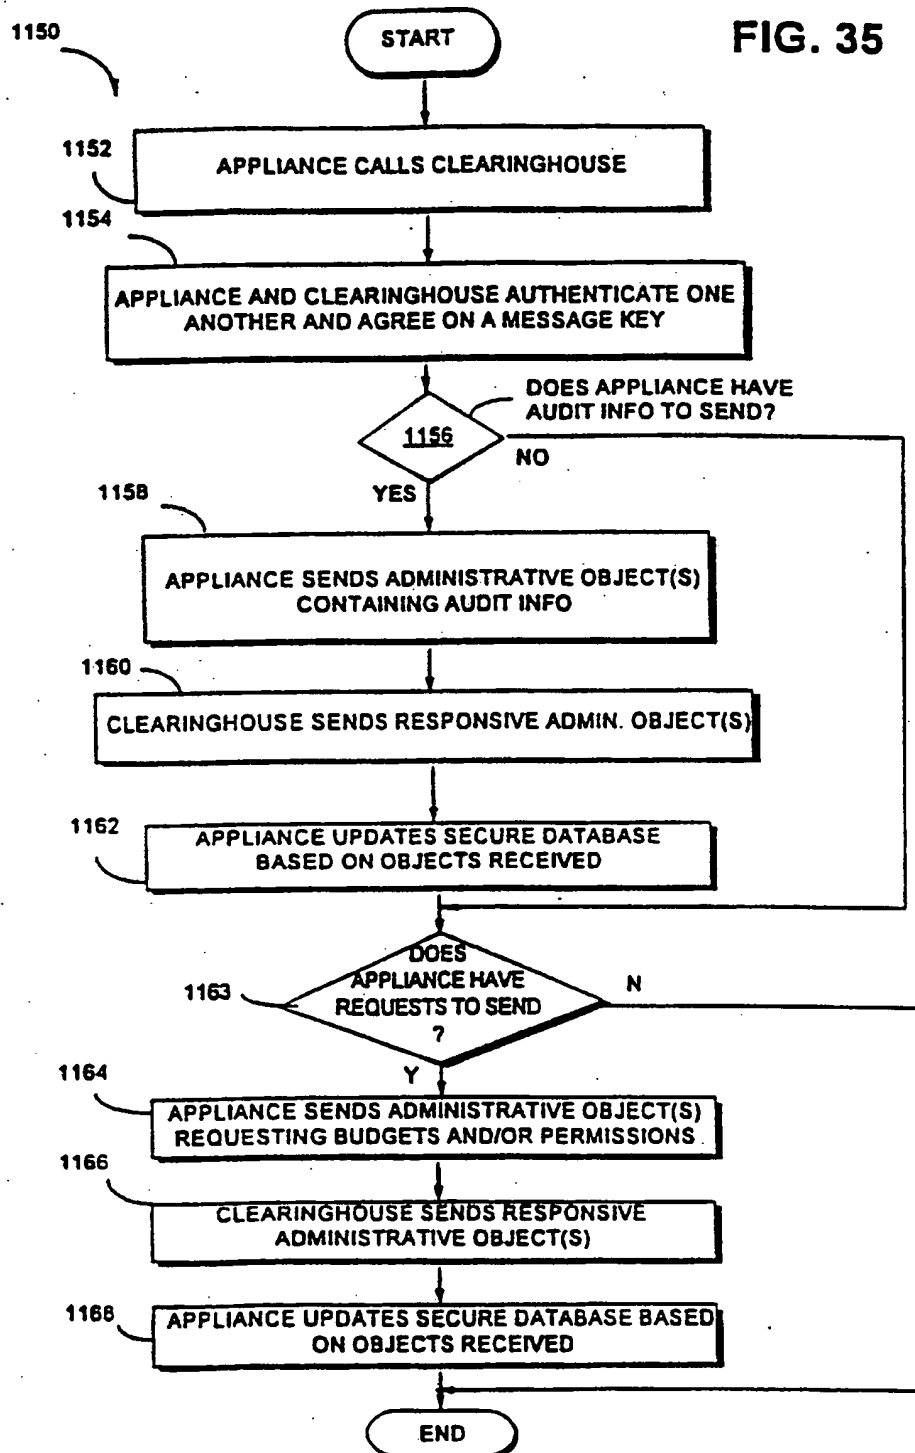 1150
START
FIG. 35
1152
APPLIANCE CALLS CLEARINGHOUSE
1154
APPLIANCE AND CLEARINGHOUSE AUTHENTICATE ONE
ANOTHER AND AGREE ON A MESSAGE KEY
DOES APPLIANCE HAVE
AUDIT INFO TO SEND?
1156
NO
YES
1158
APPLIANCE SENDS ADMINISTRATIVE OBJECT(S)
CONTAINING AUDIT INFO
1160
CLEARINGHOUSE SENDS RESPONSIVE ADMIN. OBJECT(S)
1162
APPLIANCE UPDATES SECURE DATABASE
BASED ON OBJECTS RECEIVED
DOES
APPLIANCE HAVE
REQUESTS TO SEND
?
1163
N
Y
1164
APPLIANCE SENDS ADMINISTRATIVE OBJECT(S)
REQUESTING BUDGETS AND/OR PERMISSIONS
1166
CLEARINGHOUSE SENDS RESPONSIVE
ADMINISTRATIVE OBJECT(S)
1168
APPLIANCE UPDATES SECURE DATABASE BASED
ON OBJECTS RECEIVED
END